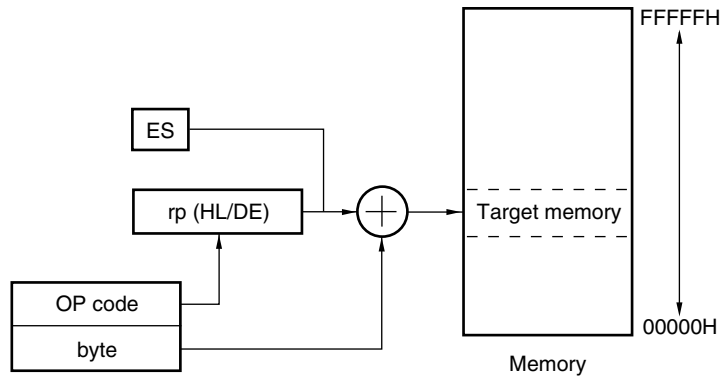 FFFFFH
ES
rp (HL/DE)
Target memory
OP code
byte
00000H
Memory